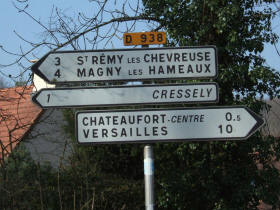 D 938
3 ST RÉMY LES CHEVREUSE
4 MAGNY LES HAMEAUX
1 CRESSELY
CHATEAUFORT-CENTRE 0.5
VERSAILLES 10